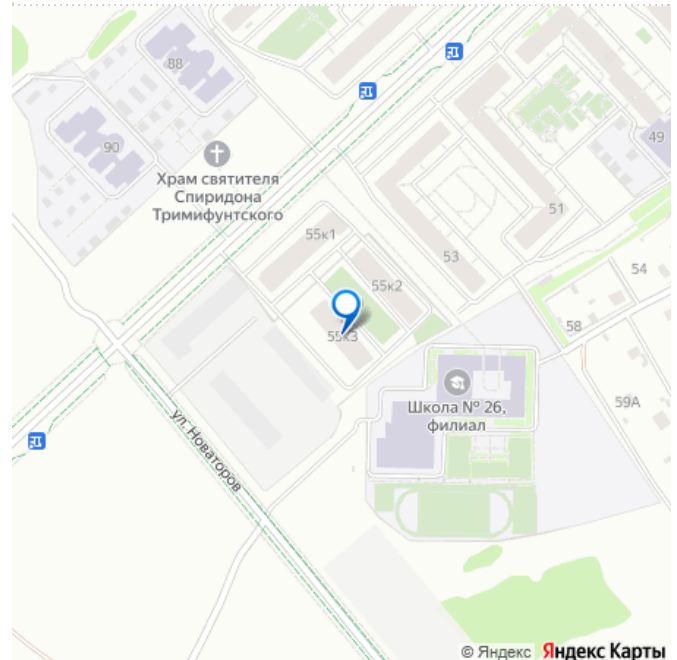 88
90
49
Храм святителя
Спиридона
Тримифунтского
51
55к1
53
54
55к2
58
55к3
59А
Школа № 26,
филиал
ул. Новаторов
© Яндекс Яндекс Карты